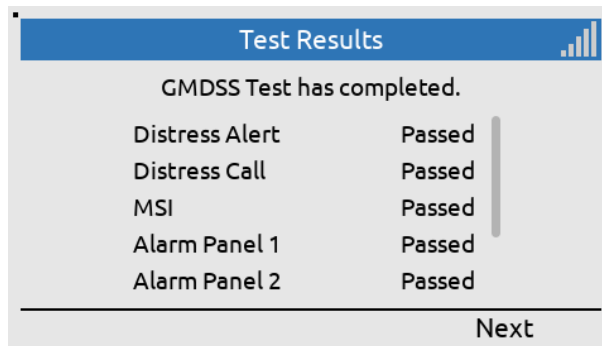 Test Results
GMDSS Test has completed.
Distress Alert Passed
Distress Call Passed
MSI Passed
Alarm Panel 1 Passed
Alarm Panel 2 Passed
Next